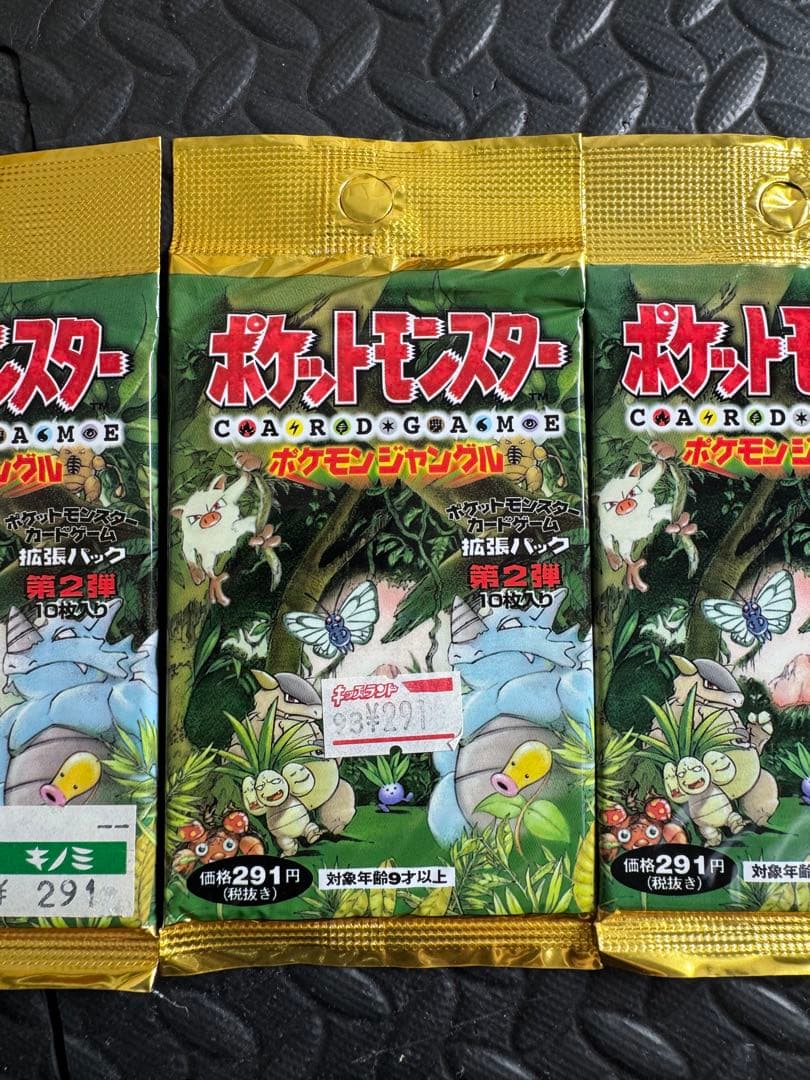 ンスター
TM
AME
ングル
ポケットモンスター
カードゲーム
拡張パック
第2弾
10枚入り
キノミ
¥ 291
ポケットモンスター
TM
CARD GAME
ポケモンジャングル
ポケットモンスター
カードゲーム
拡張パック
第2弾
10枚入り
キッズランド
93¥291
価格291円
(税抜き)
対象年齢9才以上
ポケットモ
CARD
ポケモンジャ
価格291円
(税抜き)
対象年齢